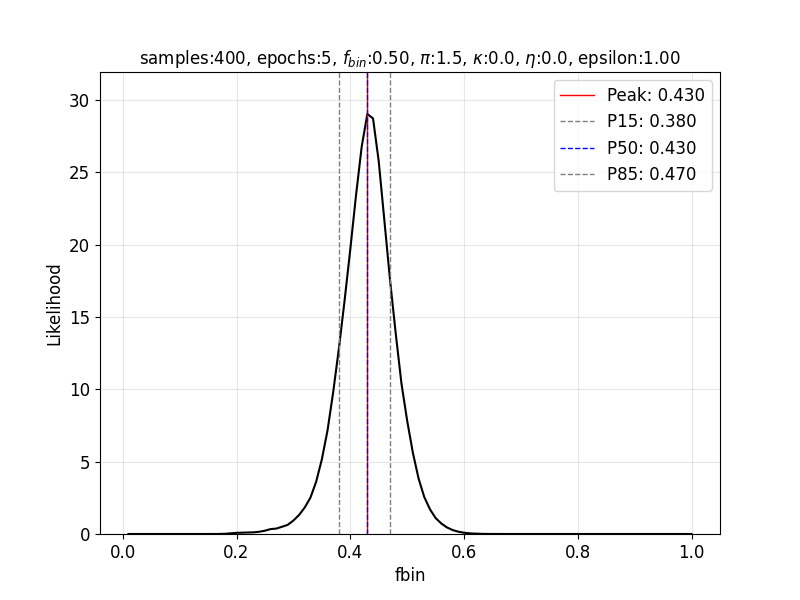 samples:400, epochs:5, f_bin:0.50, π:1.5, κ:0.0, η:0.0, epsilon:1.00
Peak: 0.430
P15: 0.380
P50: 0.430
P85: 0.470
30
25
20
15
10
5
0
Likelihood
0.0 0.2 0.4 0.6 0.8 1.0
fbin